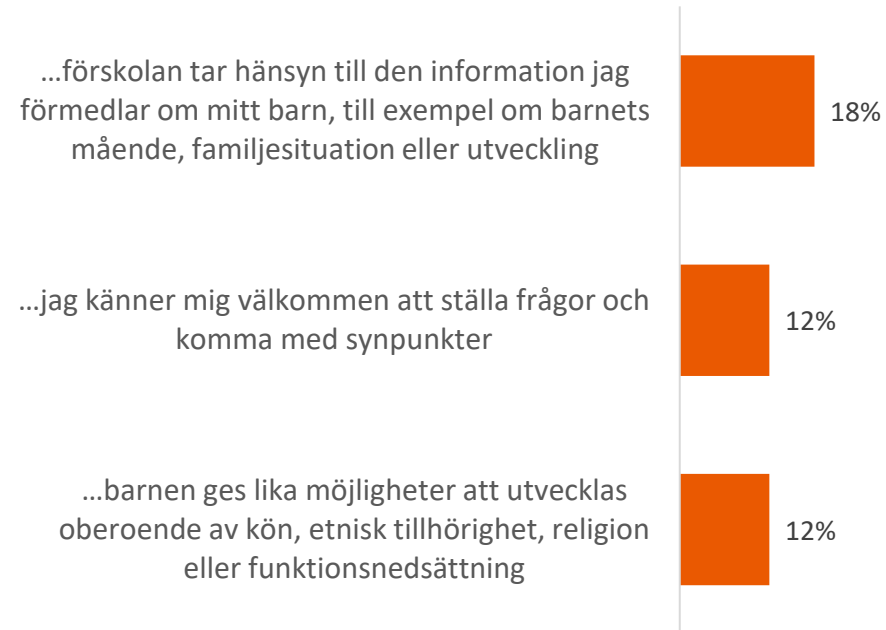 …förskolan tar hänsyn till den information jag
förmedlar om mitt barn, till exempel om barnets
mående, familjesituation eller utveckling
18%
…jag känner mig välkommen att ställa frågor och
komma med synpunkter
12%
…barnen ges lika möjligheter att utvecklas
oberoende av kön, etnisk tillhörighet, religion
eller funktionsnedsättning
12%